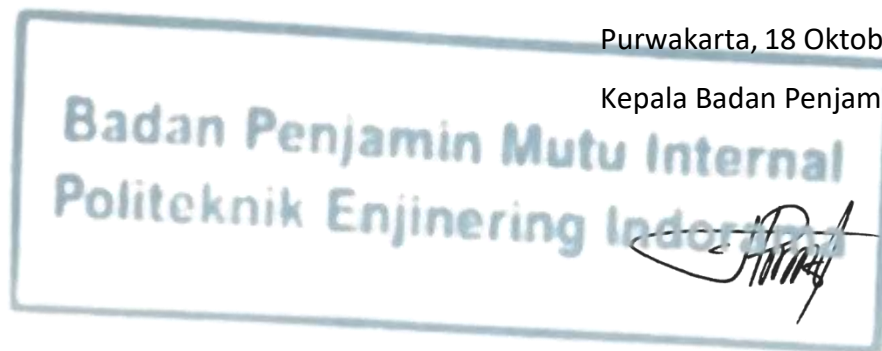 Purwakarta, 18 Oktob
Kepala Badan Penjam
Badan Penjamin Mutu Internal
Politeknik Enjinering Indorama